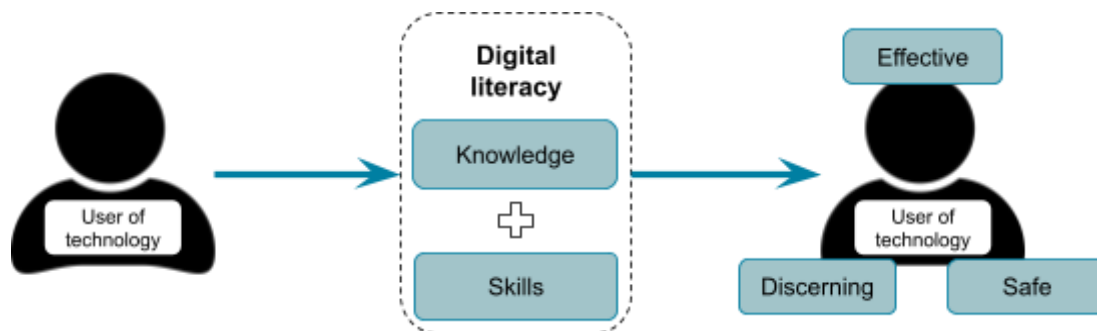 User of
technology
Digital
literacy
Knowledge
Skills
Effective
User of
technology
Discerning
Safe